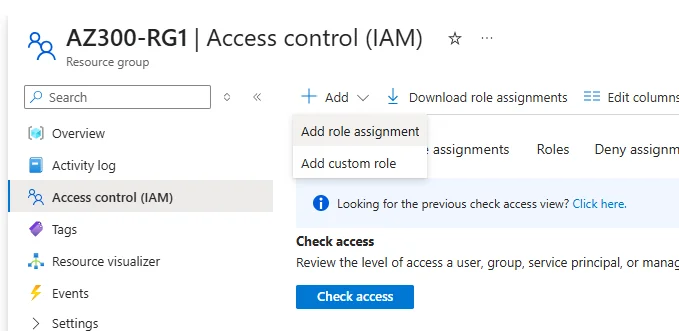 AZ300-RG1 | Access control (IAM)
Resource group
Search
Add
Download role assignments
Edit columns
Overview
Activity log
Access control (IAM)
Tags
Resource visualizer
Events
Settings
Add role assignment
Add custom role
assignments
Roles
Deny assignm
Looking for the previous check access view? Click here.
Check access
Review the level of access a user, group, service principal, or manag
Check access